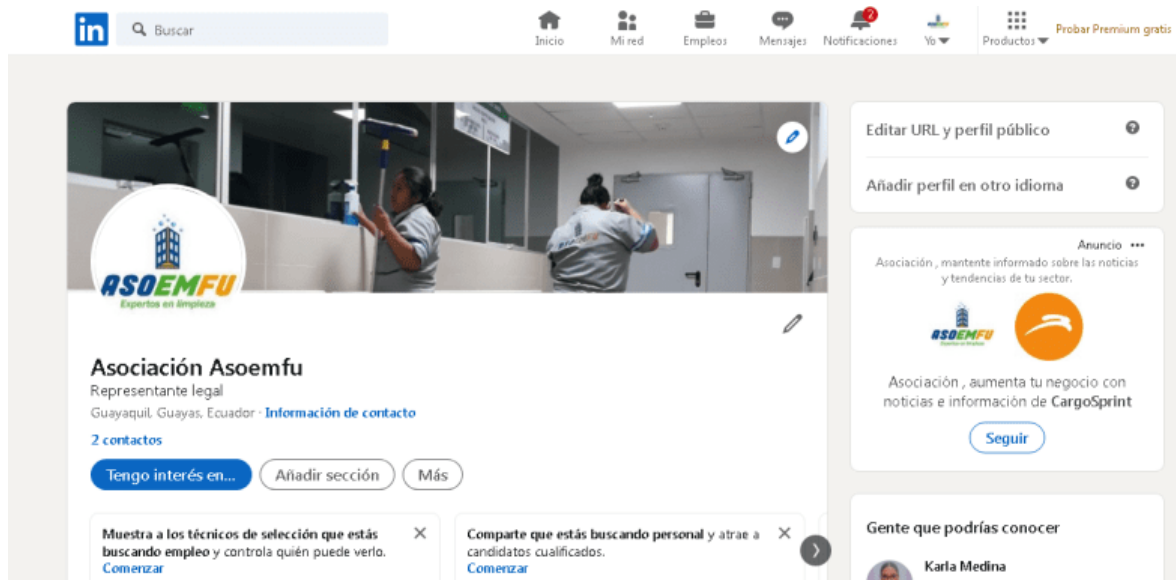 in
Buscar
Inicio
Mi red
Empleos
Mensajes
2
Notificaciones
Yo
Productos
Probar Premium gratis
ASOEMFU
Expertos en limpieza
Asociación Asoemfu
Representante legal
Guayaquil, Guayas, Ecuador · Información de contacto
2 contactos
Tengo interés en...
Añadir sección
Más
Muestra a los técnicos de selección que estás
buscando empleo y controla quién puede verlo.
Comenzar
Comparte que estás buscando personal y atrae a
candidatos cualificados.
Comenzar
Editar URL y perfil público
Añadir perfil en otro idioma
Anuncio
Asociación , mantente informado sobre las noticias
y tendencias de tu sector.
ASOEMFU
Asociación , aumenta tu negocio con
noticias e información de CargoSprint
Seguir
Gente que podrías conocer
Karla Medina